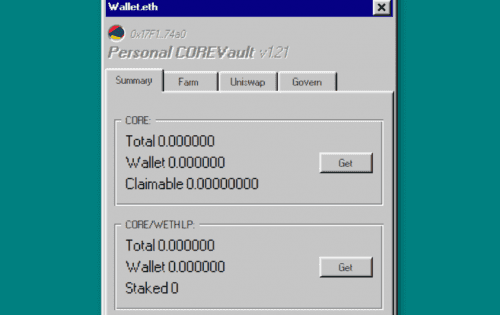 Wallet.eth
0x17F1..74a0
Personal COREVault v1.21
Summary Farm Uniswap Govern
CORE:
Total 0.000000
Wallet 0.000000
Get
Claimable 0.00000000
CORE/WETH LP:
Total 0.000000
Wallet 0.000000
Get
Staked 0